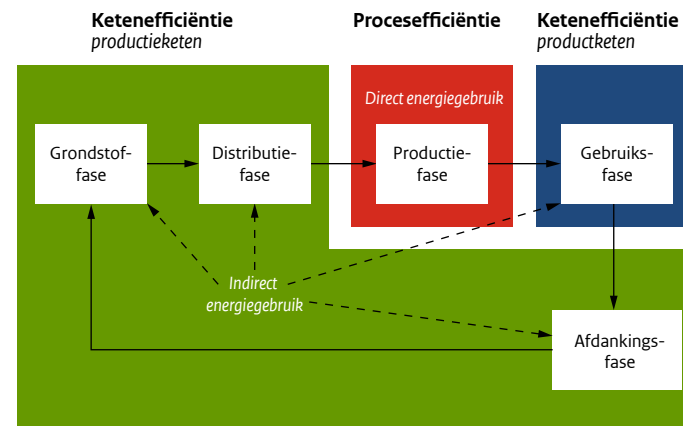 Ketenefficiëntie
productieketen
Procesefficiëntie
Ketenefficiëntie
productketen
Direct energiegebruik
Grondstof-
fase
Distributie-
fase
Productie-
fase
Gebruiks-
fase
Indirect
energiegebruik
Afdankings-
fase